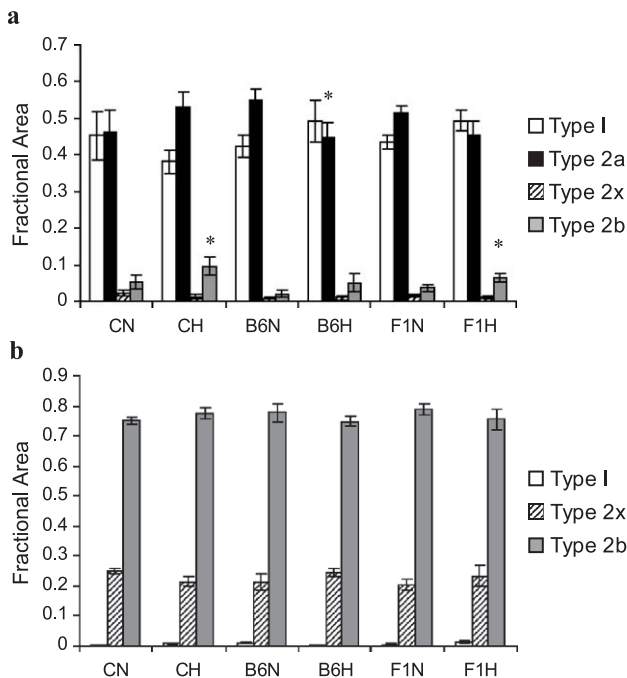 a
Fractional Area
0.7
0.6
0.5
0.4
0.3
0.2
0.1
0
*
*
*
CN CH B6N B6H F1N F1H
Type I
Type 2a
Type 2x
Type 2b
b
Fractional Area
0.9
0.8
0.7
0.6
0.5
0.4
0.3
0.2
0.1
0
CN CH B6N B6H F1N F1H
Type I
Type 2x
Type 2b